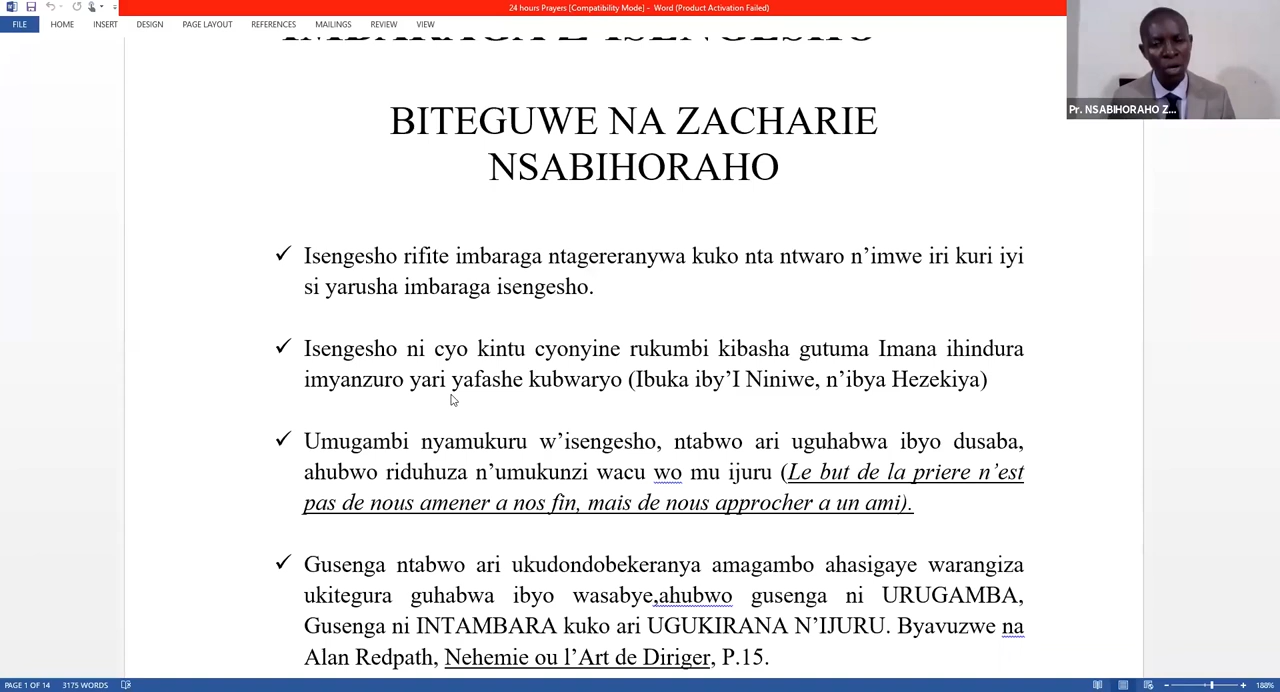 24 hours Prayers [Compatibility Mode] - Word (Product Activation Failed)
FILE HOME INSERT DESIGN PAGE LAYOUT REFERENCES MAILINGS REVIEW VIEW
IMBARAGA Z'ISENGESHO
Pr. NSABIHORAHO Z...
BITEGUWE NA ZACHARIE
NSABIHORAHO
✓ Isengesho rifite imbaraga ntagereranywa kuko nta ntwaro n'imwe iri kuri iyi
si yarusha imbaraga isengesho.
✓ Isengesho ni cyo kintu cyonyine rukumbi kibasha gutuma Imana ihindura
imyanzuro yari yafashe kubwaryo (Ibuka iby'I Niniwe, n'ibya Hezekiya)
✓ Umugambi nyamukuru w'isengesho, ntabwo ari uguhabwa ibyo dusaba,
ahubwo riduhuza n'umukunzi wacu wo mu ijuru (Le but de la priere n'est
pas de nous amener a nos fin, mais de nous approcher a un ami).
✓ Gusenga ntabwo ari ukudondobekeranya amagambo ahasigaye warangiza
ukitegura guhabwa ibyo wasabye,ahubwo gusenga ni URUGAMBA,
Gusenga ni INTAMBARA kuko ari UGUKIRANA N'IJURU. Byavuzwe na
Alan Redpath, Nehemie ou l'Art de Diriger, P.15.
PAGE 1 OF 14 3175 WORDS 188%